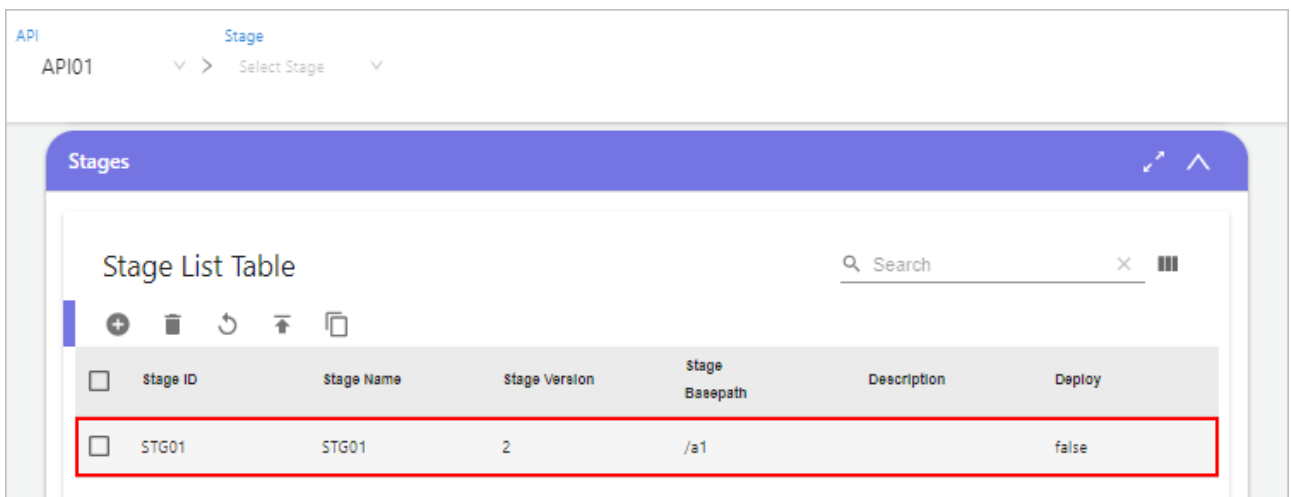 API Stage
API01 > Select Stage
Stages
Stage List Table Search
Stage ID Stage Name Stage Version Stage Basepath Description Deploy
STG01 STG01 2 /a1 false